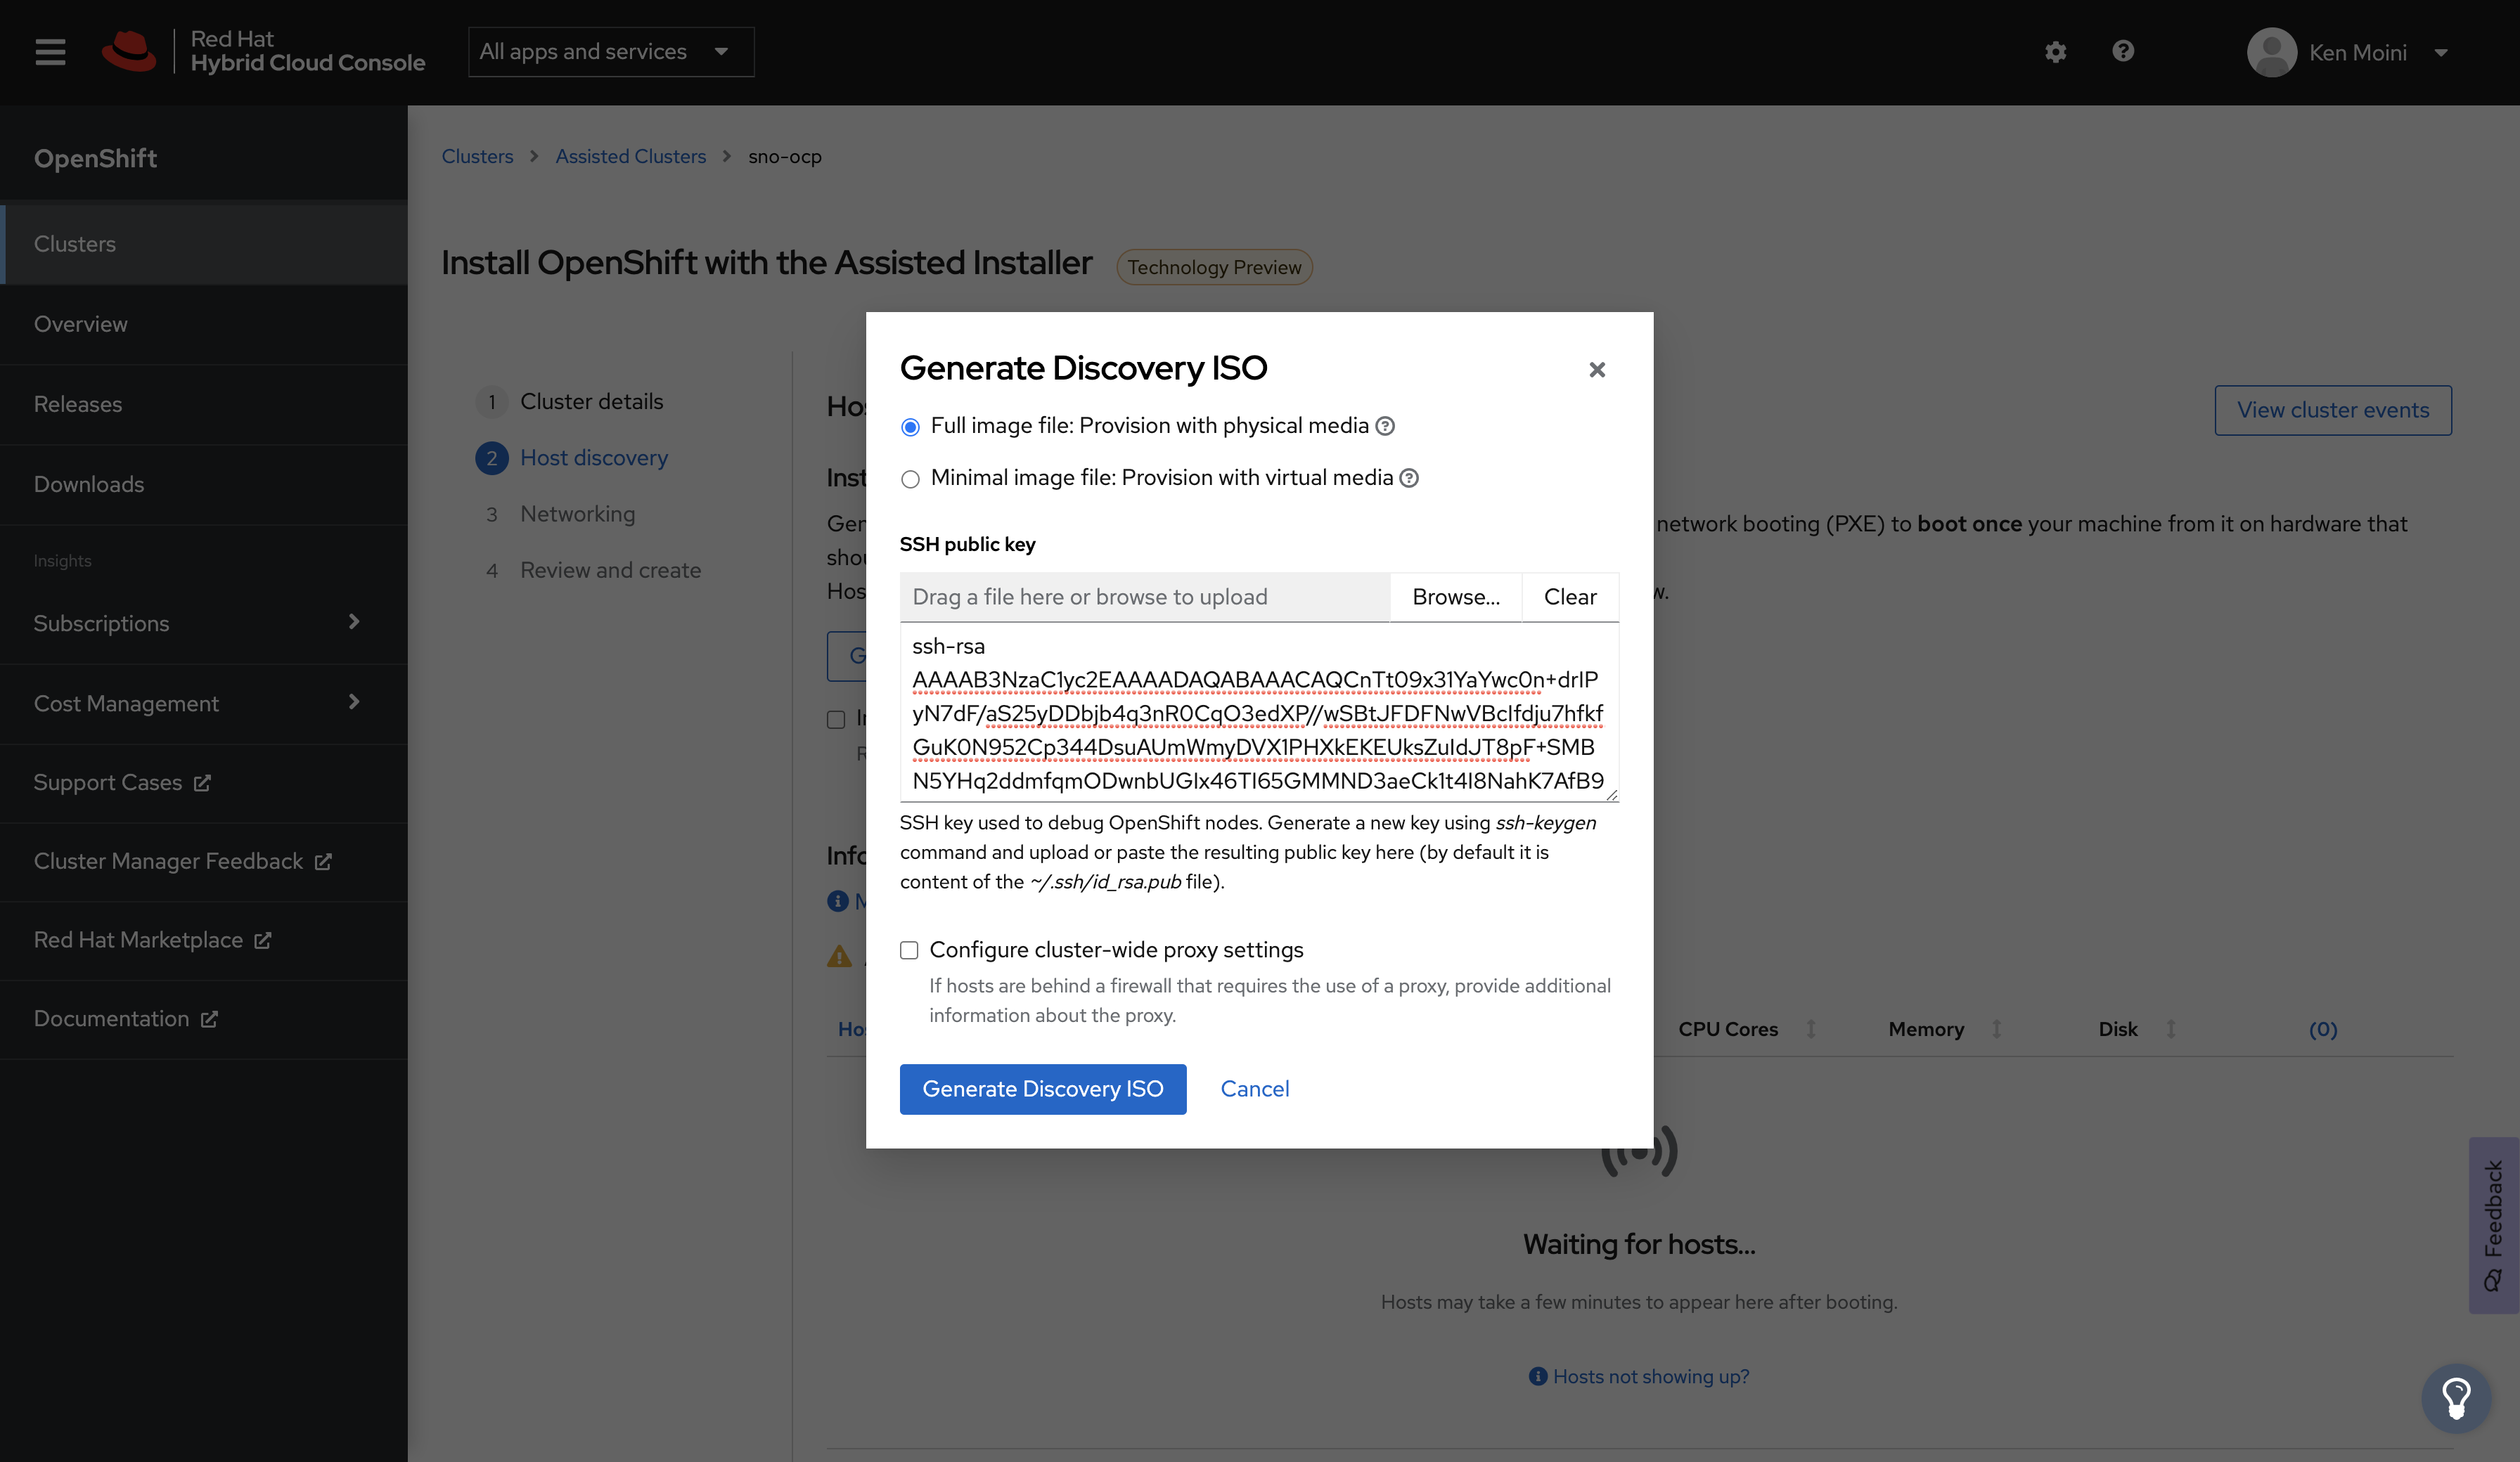 Red Hat
Hybrid Cloud Console
All apps and services
Ken Moini
OpenShift
Clusters
Overview
Releases
Downloads
Insights
Subscriptions
Cost Management
Support Cases
Cluster Manager Feedback
Red Hat Marketplace
Documentation
Clusters > Assisted Clusters > sno-ocp
Install OpenShift with the Assisted Installer Technology Preview
1 Cluster details
2 Host discovery
3 Networking
4 Review and create
View cluster events
network booting (PXE) to boot once your machine from it on hardware that
Generate Discovery ISO
Full image file: Provision with physical media
Minimal image file: Provision with virtual media
SSH public key
Drag a file here or browse to upload Browse... Clear
ssh-rsa
AAAAB3NzaC1yc2EAAAADAQABAAACAQCnTt09x31YaYwc0n+drIP
yN7dF/aS25yDDbjb4q3nR0CqO3edXP//wSBtJFDFNwVBcIfdju7hfkf
GuK0N952Cp344DsuAUmWmyDVX1PHXkEKEUksZuIdJT8pF+SMB
N5YHq2ddmfqmODwnbUGIx46TI65GMMND3aeCk1t4I8NahK7AfB9
SSH key used to debug OpenShift nodes. Generate a new key using ssh-keygen
command and upload or paste the resulting public key here (by default it is
content of the ~/.ssh/id_rsa.pub file).
Configure cluster-wide proxy settings
If hosts are behind a firewall that requires the use of a proxy, provide additional
information about the proxy.
Generate Discovery ISO Cancel
CPU Cores Memory Disk (0)
Waiting for hosts...
Hosts may take a few minutes to appear here after booting.
Hosts not showing up?
Feedback